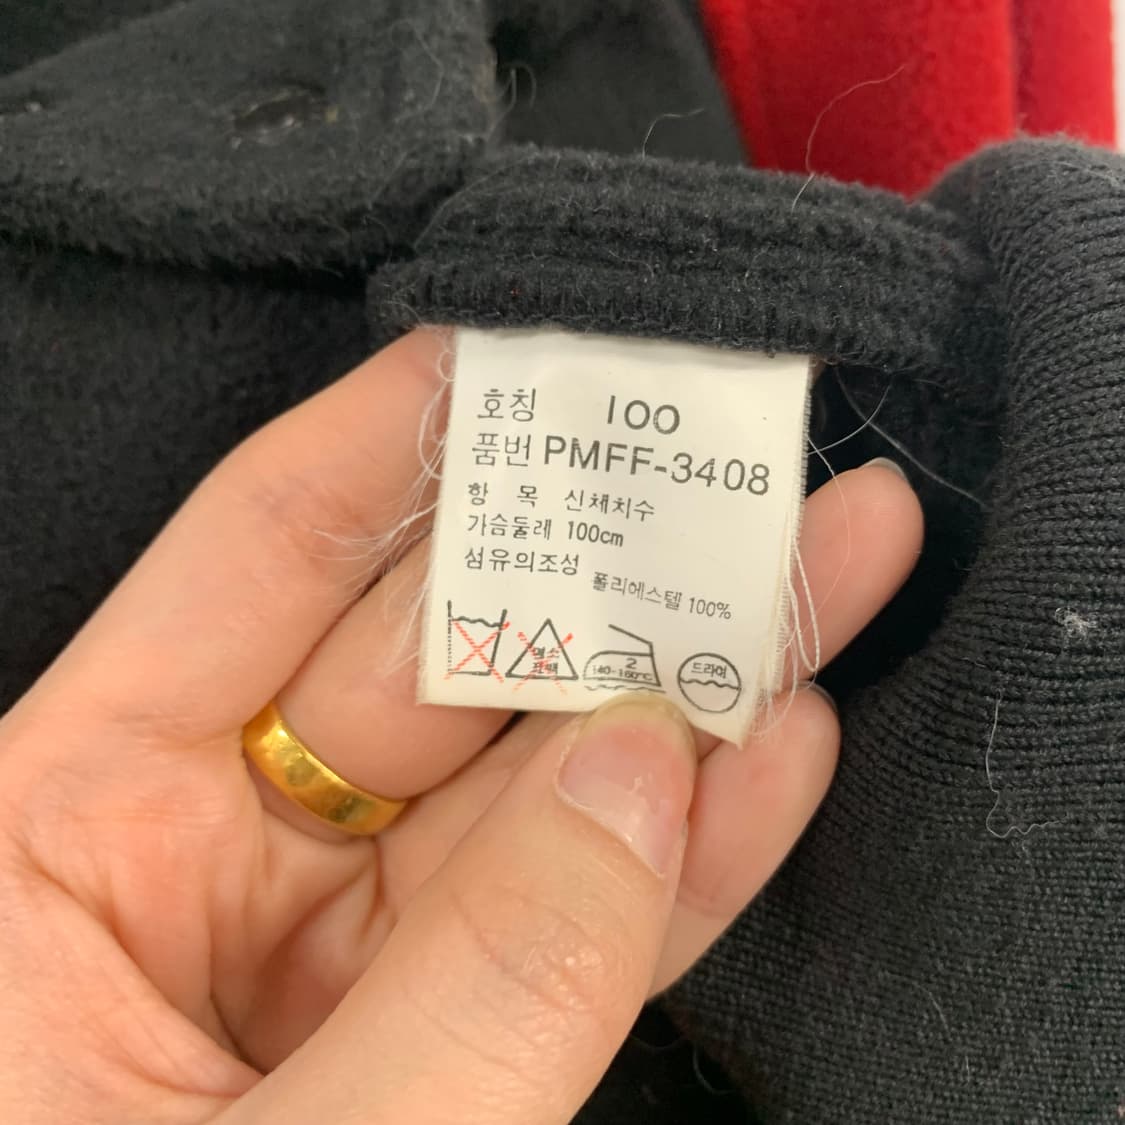 호칭 100
품번 PMFF-3408
항 목 신체치수
가슴둘레 100cm
섬유의조성
폴리에스텔 100%
염소
표백
2
140~160℃
드라이